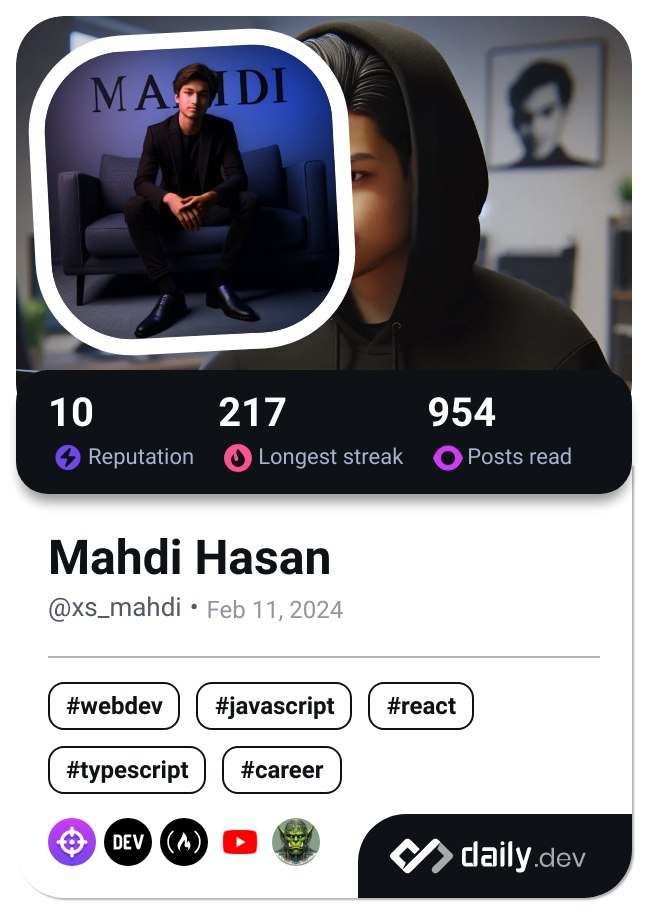 MAHDI
10 217 954
Reputation Longest streak Posts read
Mahdi Hasan
@xs_mahdi • Feb 11, 2024
#webdev #javascript #react
#typescript #career
DEV
daily.dev